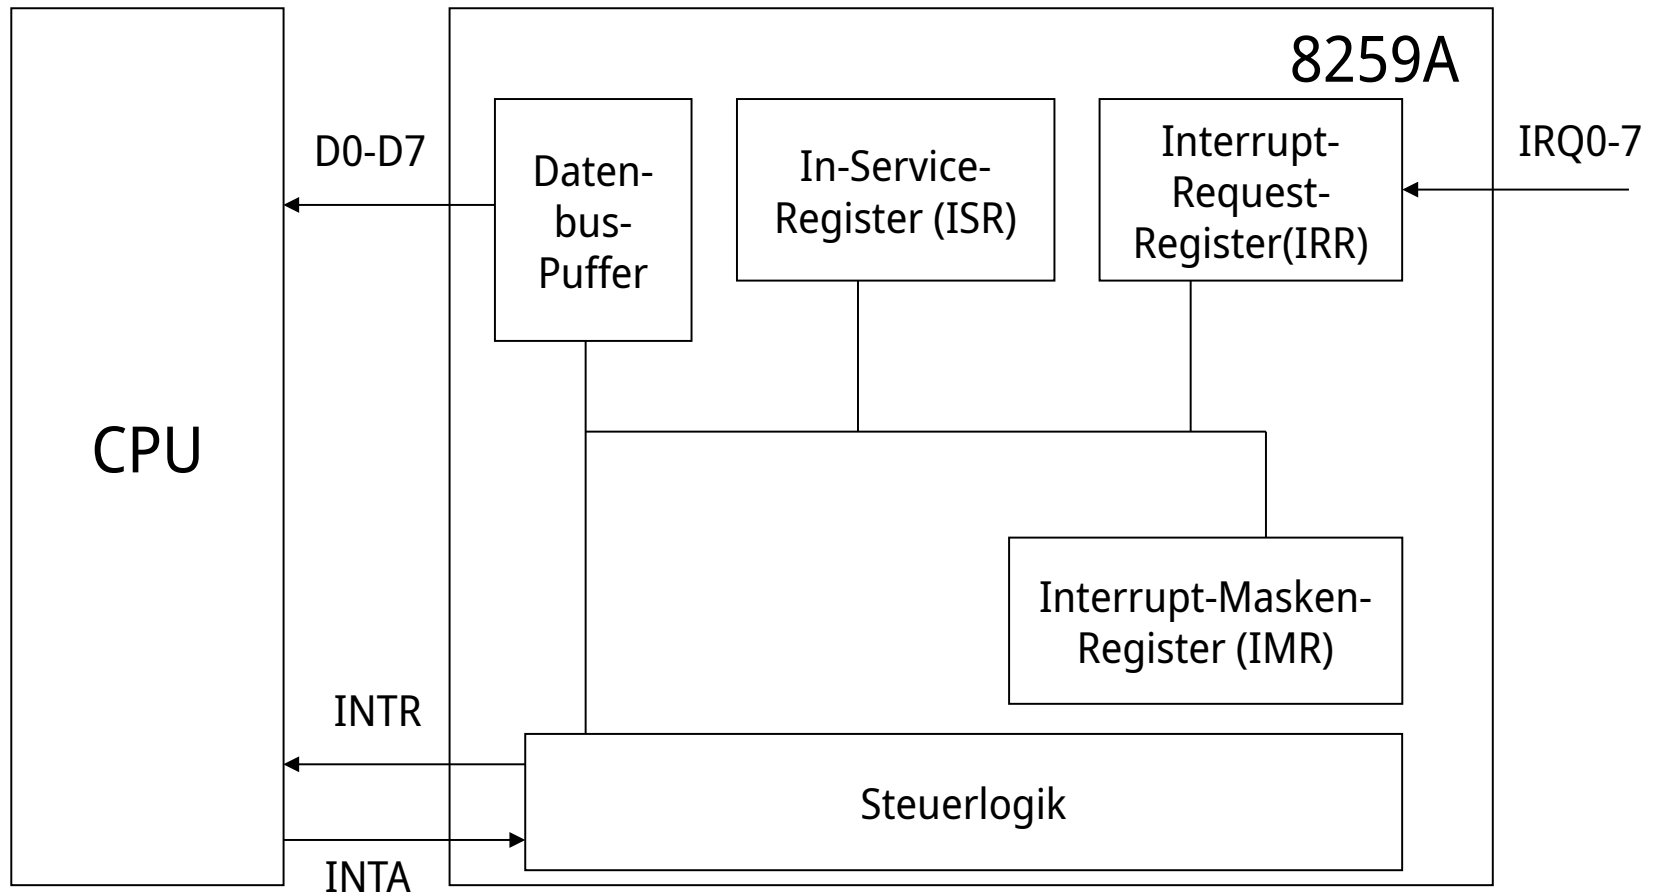 8259A
D0-D7
Daten-
bus-
Puffer
In-Service-
Register (ISR)
Interrupt-
Request-
Register(IRR)
IRQ0-7
CPU
Interrupt-Masken-
Register (IMR)
INTR
Steuerlogik
INTA